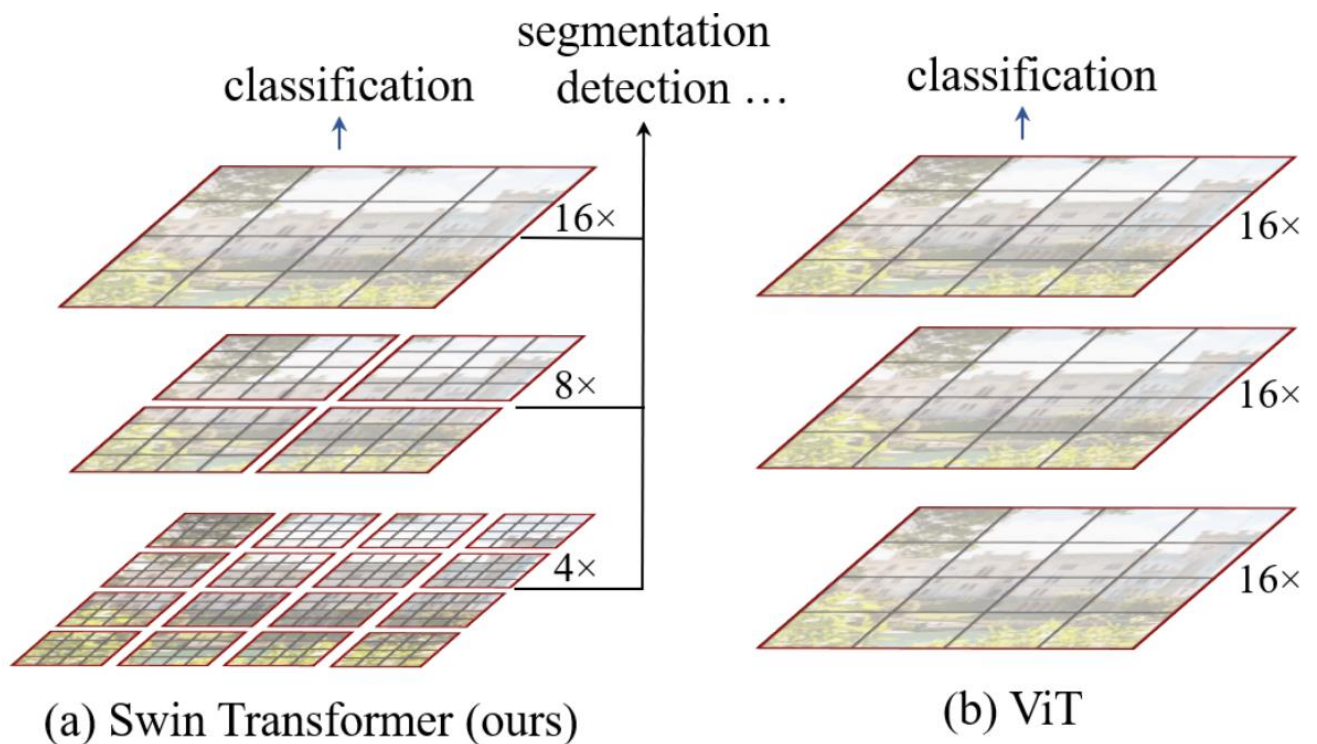 segmentation
detection …
classification
16×
8×
4×
(a) Swin Transformer (ours)
classification
16×
16×
16×
(b) ViT